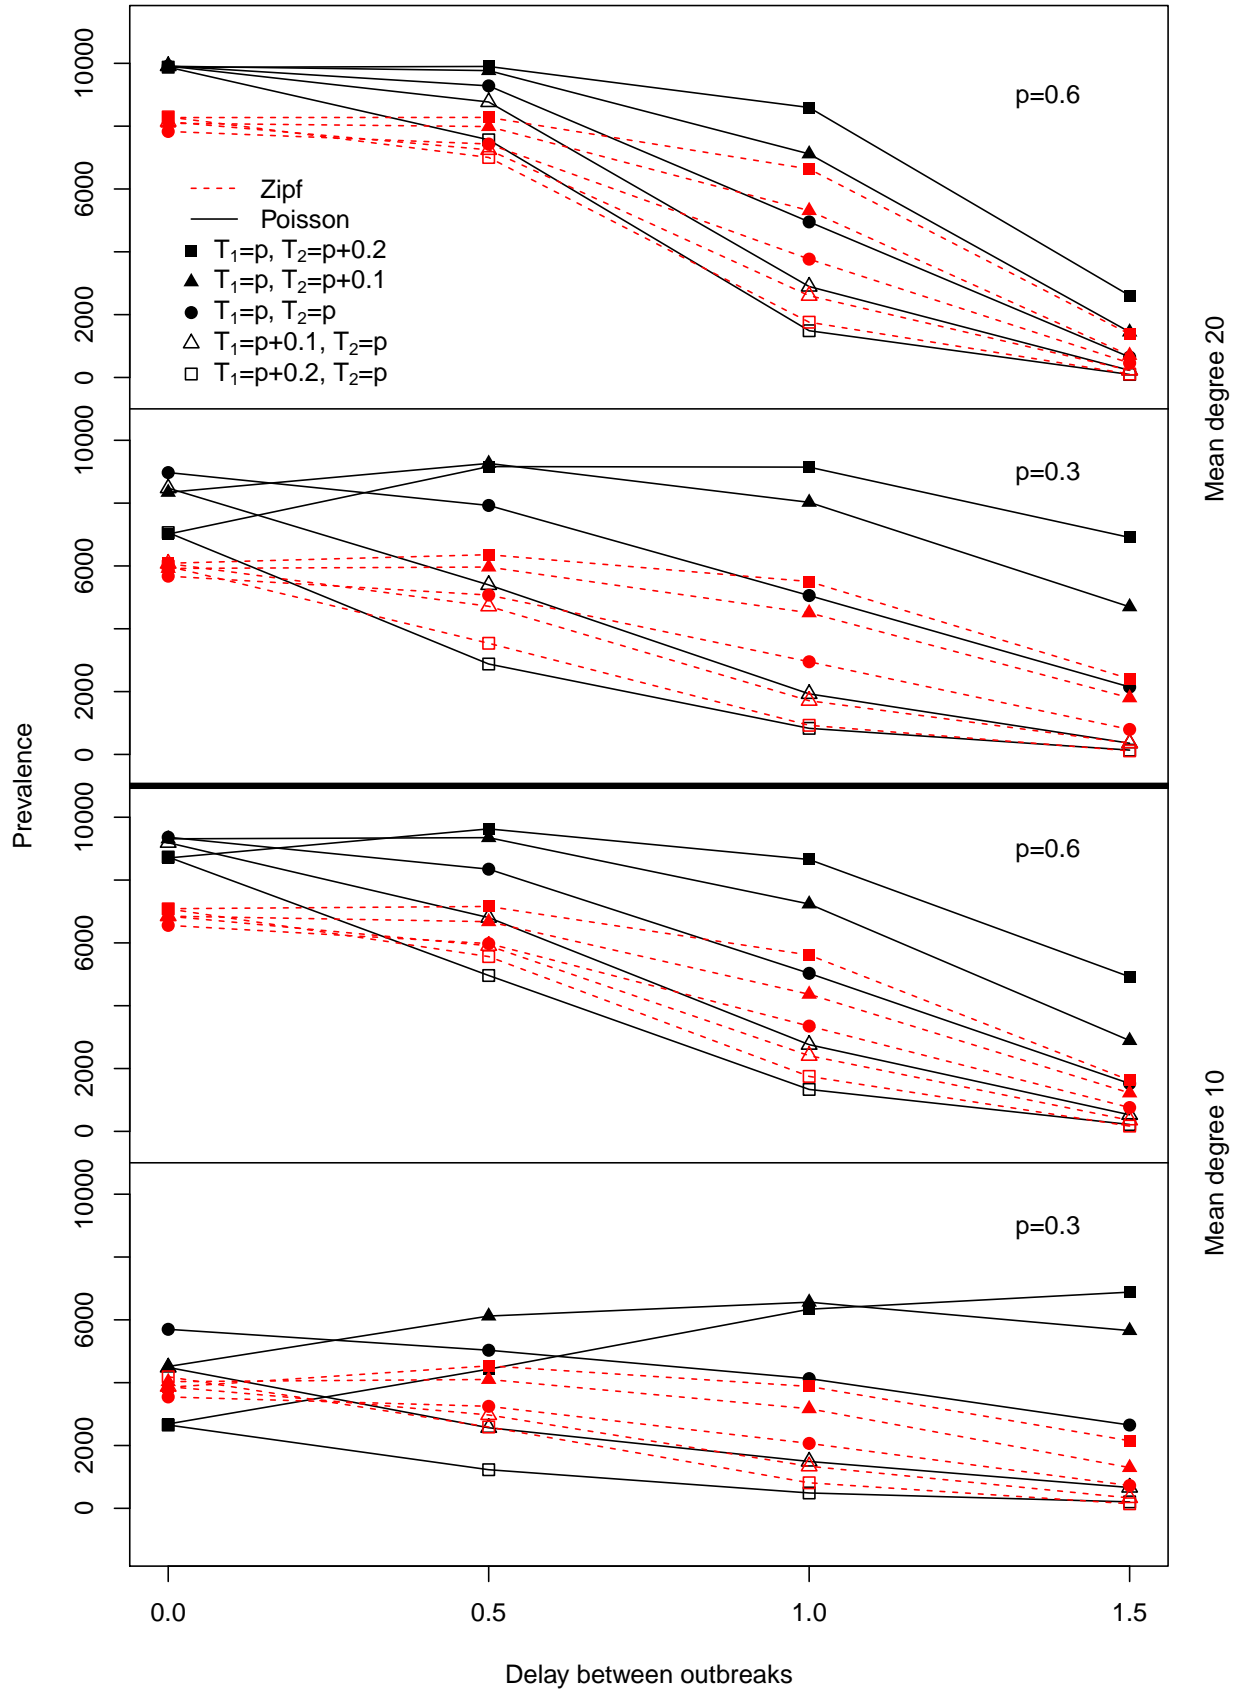 10000
6000
2000
0
p=0.6
Zipf
Poisson
T1=p, T2=p+0.2
T1=p, T2=p+0.1
T1=p, T2=p
T1=p+0.1, T2=p
T1=p+0.2, T2=p
Mean degree 20
10000
6000
2000
0
p=0.3
Prevalence
10000
6000
2000
0
p=0.6
Mean degree 10
10000
6000
2000
0
p=0.3
0.0 0.5 1.0 1.5
Delay between outbreaks